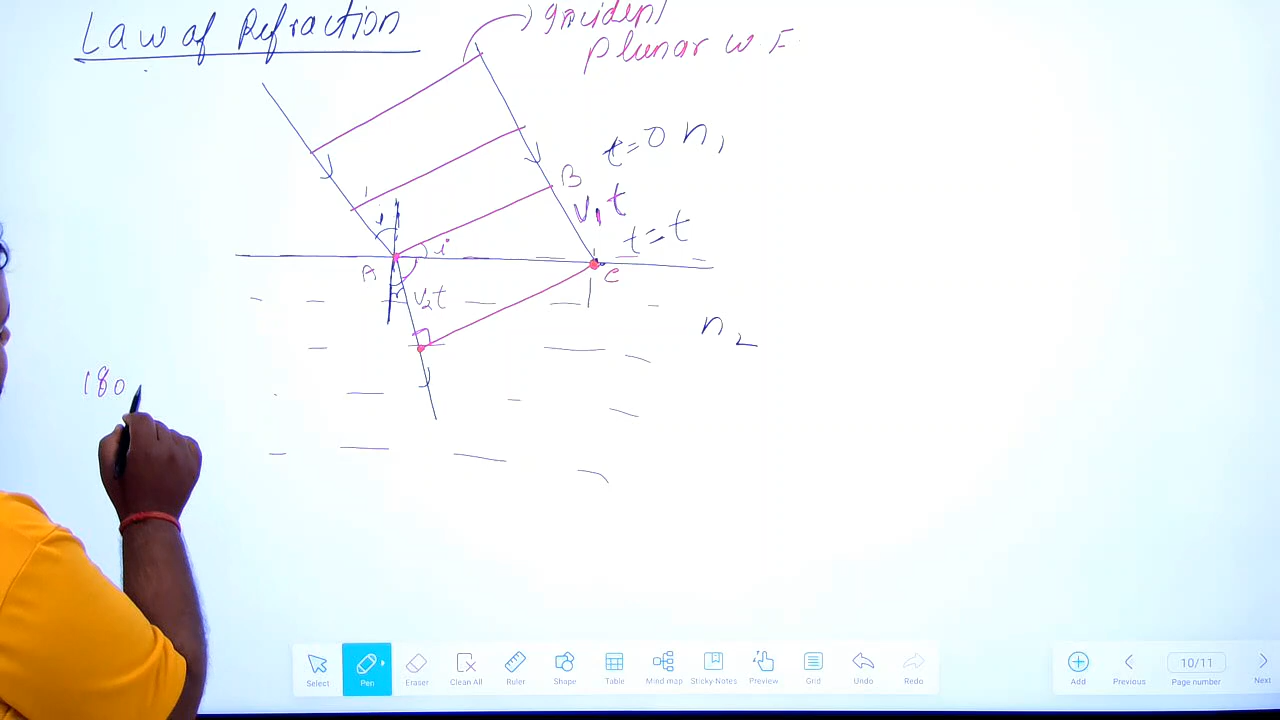 Law of Refraction
Incident
planar w.F
t=0 n1
B
i
v1t
i
t=t
A
C
r
v2t
n2
180
10/11
Select
Pen
Eraser
Clean All
Ruler
Shape
Table
Mind map
Sticky-Notes
Preview
Grid
Undo
Redo
Add
Previous
Page number
Next